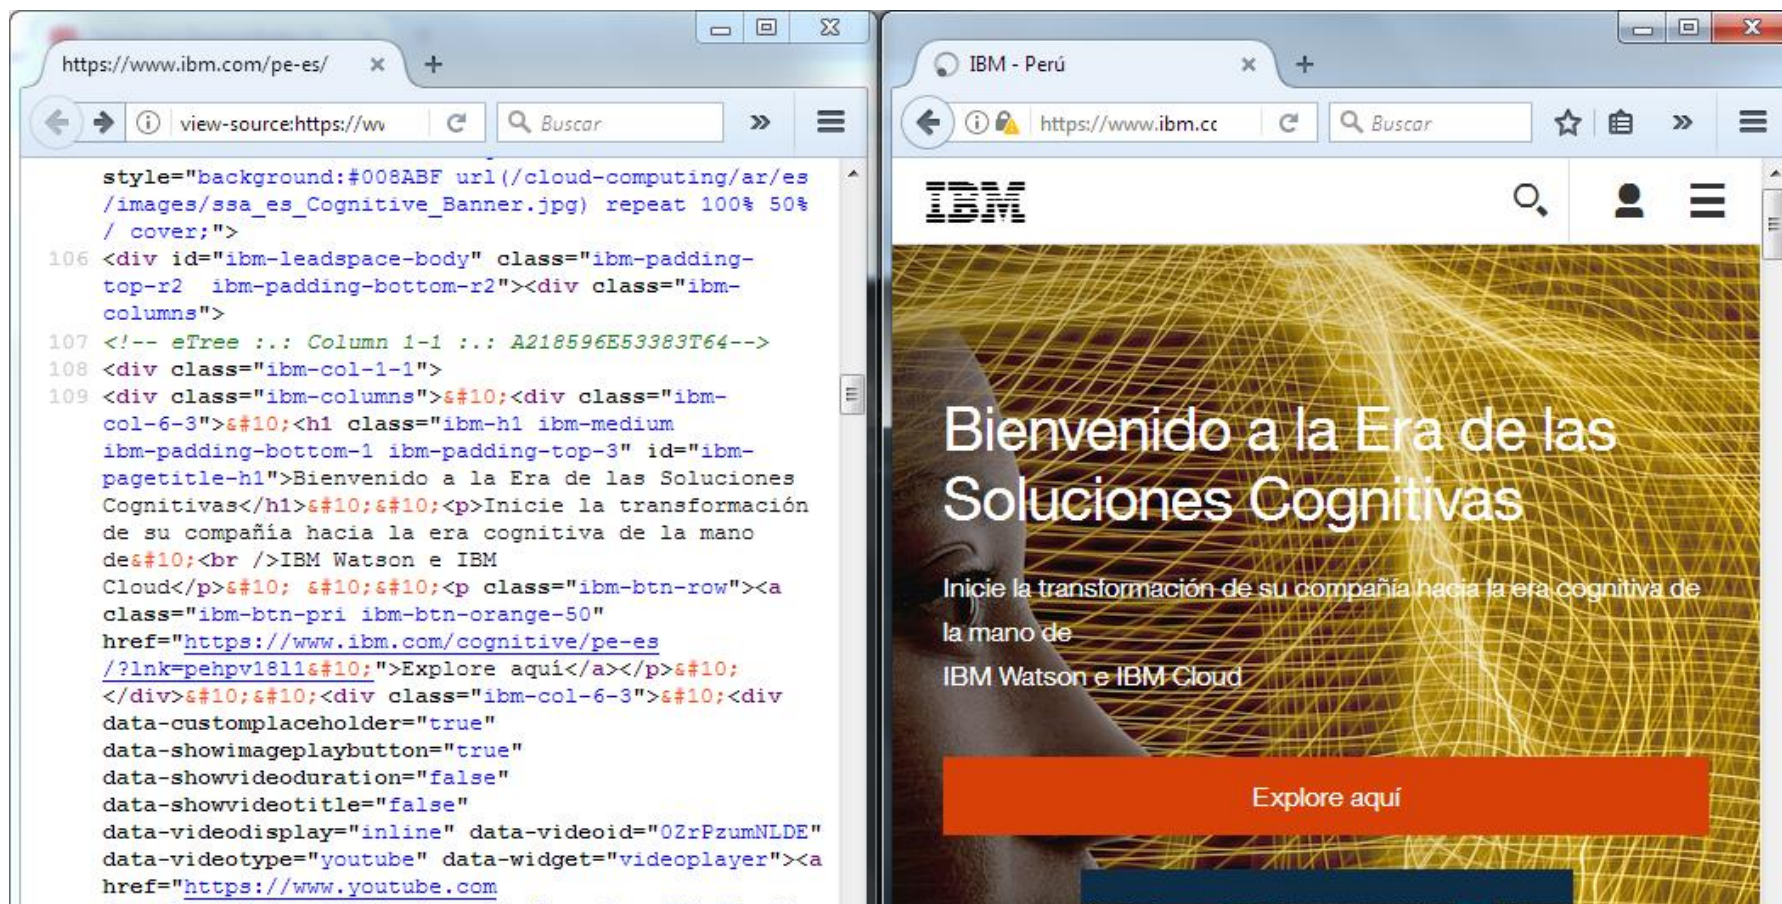 https://www.ibm.com/pe-es/
view-source:https://w
Buscar
style="background:#008ABF url(/cloud-computing/ar/es
/images/ssa_es_Cognitive_Banner.jpg) repeat 100% 50%
/ cover;">
106 <div id="ibm-leadspace-body" class="ibm-padding-
top-r2  ibm-padding-bottom-r2"><div class="ibm-
columns">
107 <!-- eTree :.: Column 1-1 :.: A218596E53383T64-->
108 <div class="ibm-col-1-1">
109 <div class="ibm-columns">&#10;<div class="ibm-
col-6-3">&#10;<h1 class="ibm-h1 ibm-medium
ibm-padding-bottom-1 ibm-padding-top-3" id="ibm-
pagetitle-h1">Bienvenido a la Era de las Soluciones
Cognitivas</h1>&#10;&#10;<p>Inicie la transformación
de su compañía hacia la era cognitiva de la mano
de&#10;<br />IBM Watson e IBM
Cloud</p>&#10; &#10;&#10;<p class="ibm-btn-row"><a
class="ibm-btn-pri ibm-btn-orange-50"
href="https://www.ibm.com/cognitive/pe-es
/?lnk=pehpv18l1&#10;">Explore aquí</a></p>&#10;
</div>&#10;&#10;<div class="ibm-col-6-3">&#10;<div
data-customplaceholder="true"
data-showimageplaybutton="true"
data-showvideoduration="false"
data-showvideotitle="false"
data-videodisplay="inline" data-videoid="0ZrPzumNLDE"
data-videotype="youtube" data-widget="videoplayer"><a
href="https://www.youtube.com
IBM - Perú
https://www.ibm.cc
Buscar
IBM
Bienvenido a la Era de las
Soluciones Cognitivas
Inicie la transformación de su compañía hacia la era cognitiva de
la mano de
IBM Watson e IBM Cloud
Explore aquí